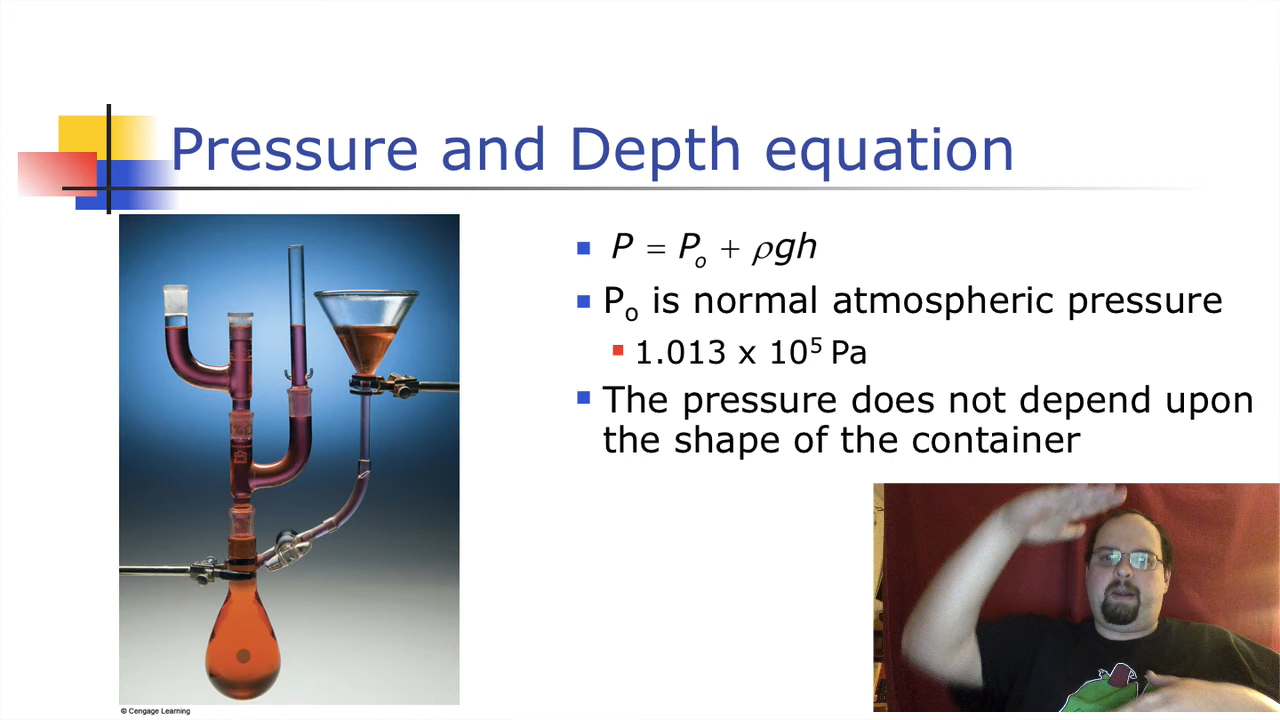 Pressure and Depth equation
P = Pₒ + ρgh
Pₒ is normal atmospheric pressure
1.013 x 10⁵ Pa
The pressure does not depend upon
the shape of the container
© Cengage Learning